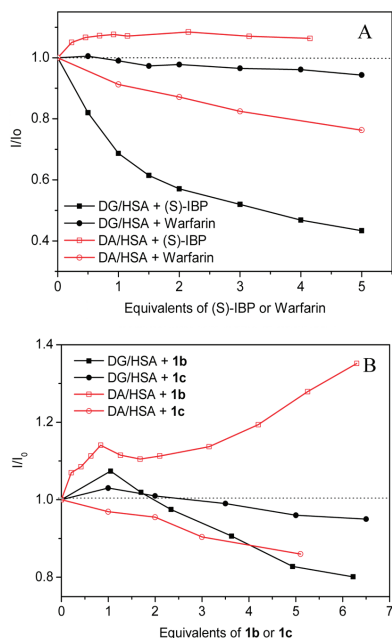 A
1.0
0.8
0.6
0.4
I/Io
DG/HSA + (S)-IBP
DG/HSA + Warfarin
DA/HSA + (S)-IBP
DA/HSA + Warfarin
0 1 2 3 4 5
Equivalents of (S)-IBP or Warfarin
B
1.4
1.2
1.0
0.8
I/I0
DG/HSA + 1b
DG/HSA + 1c
DA/HSA + 1b
DA/HSA + 1c
0 1 2 3 4 5 6 7
Equivalents of 1b or 1c